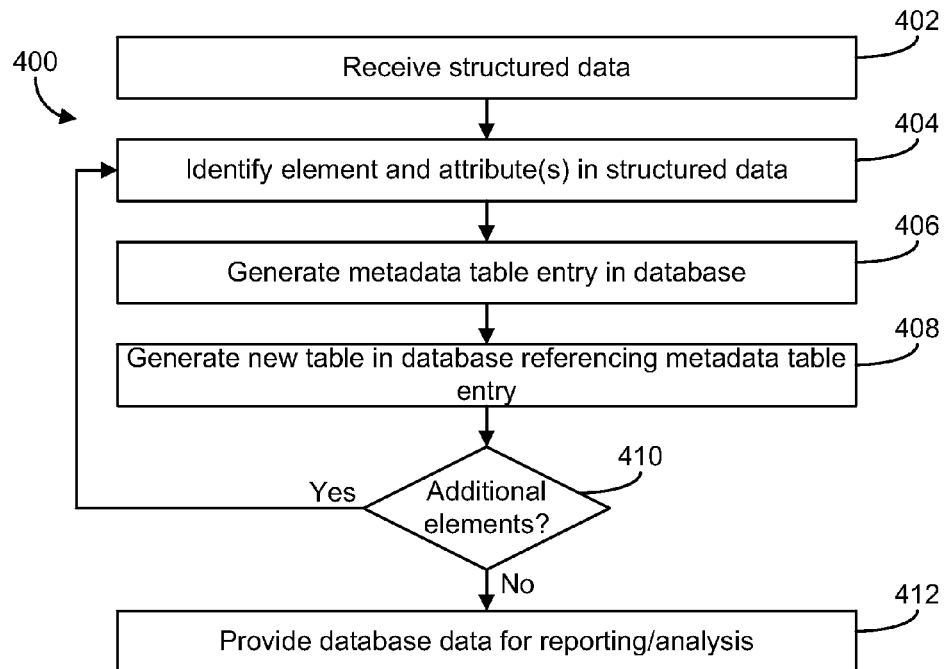 402
400
Receive structured data
404
Identify element and attribute(s) in structured data
406
Generate metadata table entry in database
408
Generate new table in database referencing metadata table
entry
410
Yes
Additional
elements?
No
412
Provide database data for reporting/analysis